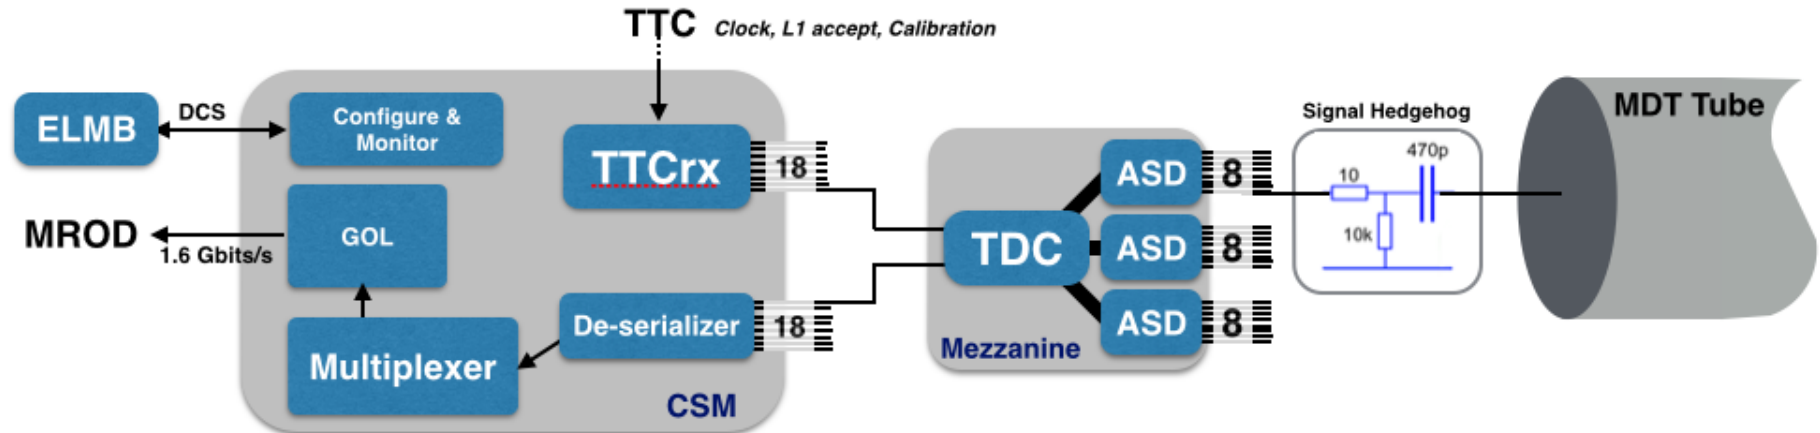 TTC Clock, L1 accept, Calibration
ELMB
DCS
Configure &
Monitor
TTCrx
18
MROD
1.6 Gbits/s
GOL
Multiplexer
De-serializer
18
CSM
TDC
ASD
8
ASD
8
ASD
8
Mezzanine
Signal Hedgehog
470p
10
10k
MDT Tube